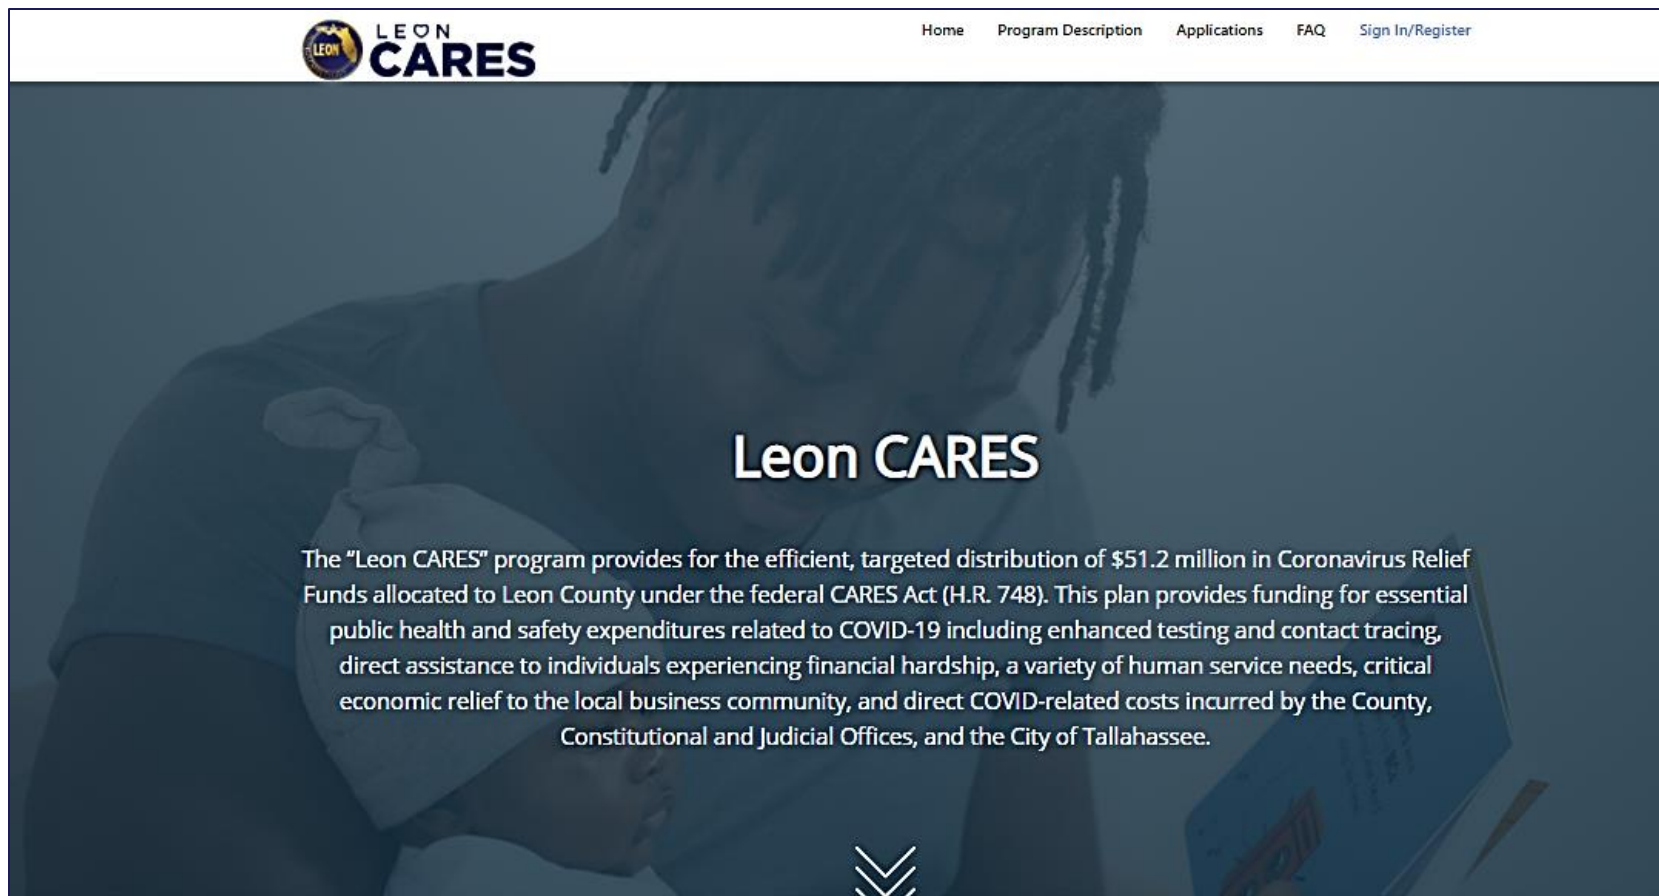 LEON
LEON
CARES
Home Program Description Applications FAQ Sign In/Register
Leon CARES
The “Leon CARES” program provides for the efficient, targeted distribution of $51.2 million in Coronavirus Relief
Funds allocated to Leon County under the federal CARES Act (H.R. 748). This plan provides funding for essential
public health and safety expenditures related to COVID-19 including enhanced testing and contact tracing,
direct assistance to individuals experiencing financial hardship, a variety of human service needs, critical
economic relief to the local business community, and direct COVID-related costs incurred by the County,
Constitutional and Judicial Offices, and the City of Tallahassee.